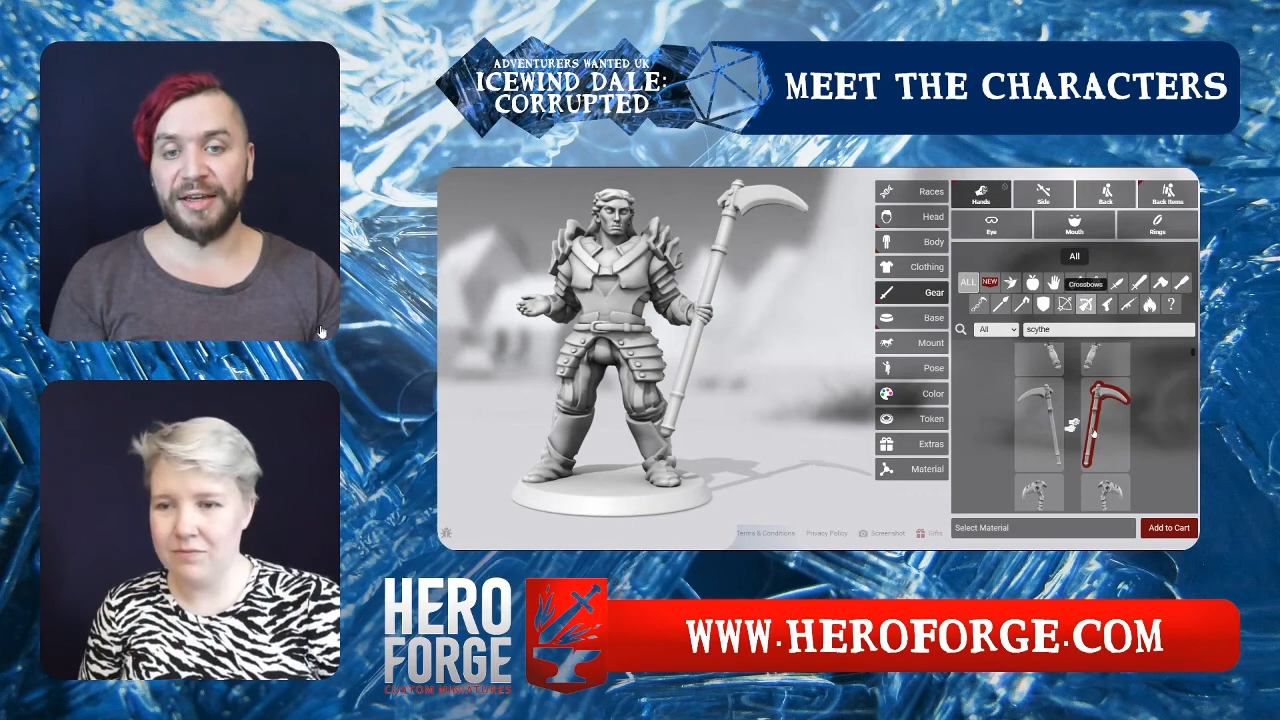 ADVENTURERS WANTED UK
ICEWIND DALE:
CORRUPTED
MEET THE CHARACTERS
Races
Head
Body
Clothing
Gear
Base
Mount
Pose
Color
Token
Extras
Material
Hands
Side
Back
Back Items
Eye
Mouth
Rings
All
ALL
NEW
Crossbows
?
All
scythe
Terms & Conditions
Privacy Policy
Screenshot
Gifts
Select Material
Add to Cart
HERO
FORGE
CUSTOM MINIATURES
WWW.HEROFORGE.COM